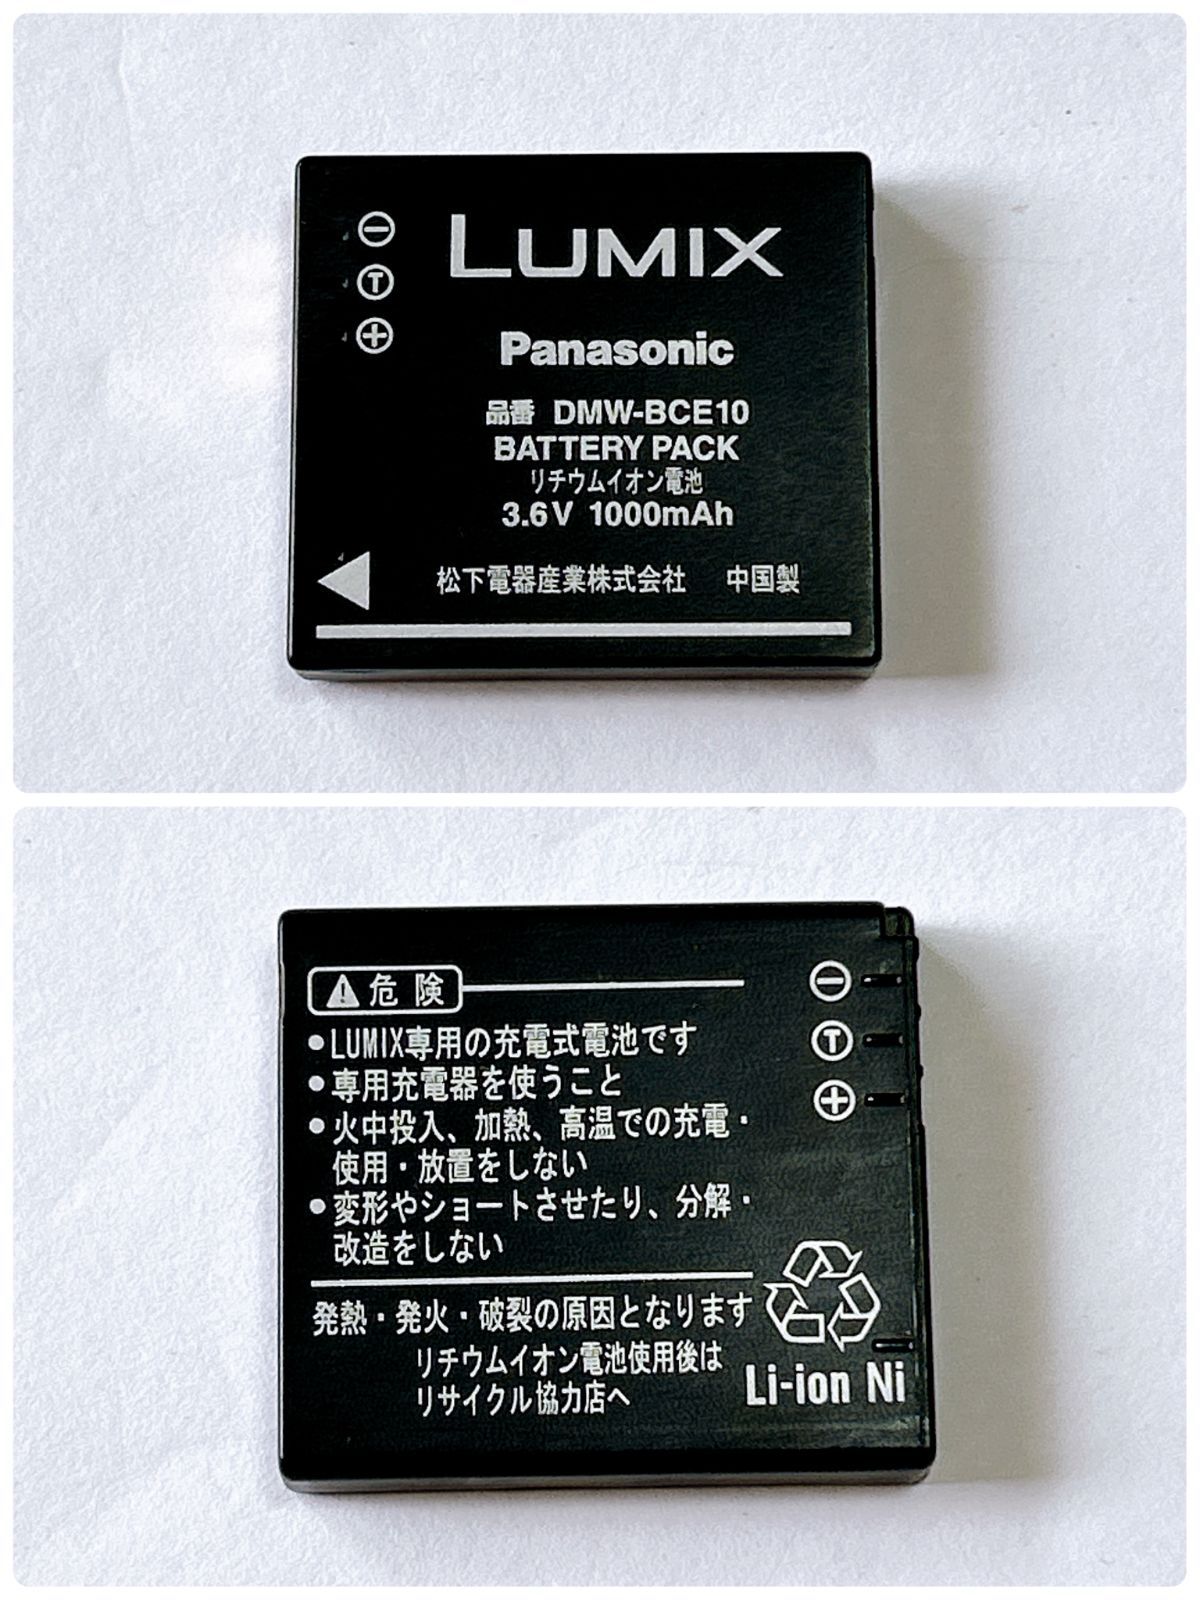 LUMIX
Panasonic
品番 DMW-BCE10
BATTERY PACK
リチウムイオン電池
3.6V 1000mAh
松下電器産業株式会社 中国製
T
危険
●LUMIX専用の充電式電池です
●専用充電器を使うこと
●火中投入、加熱、高温での充電・
使用・放置をしない
●変形やショートさせたり、分解・
改造をしない
発熱・発火・破裂の原因となります
リチウムイオン電池使用後は
リサイクル協力店へ
T
Li-ion Ni